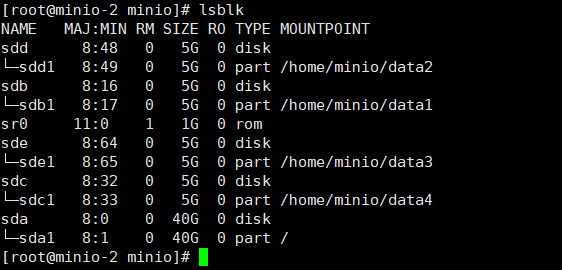 [root@minio-2 minio]# lsblk
NAME   MAJ:MIN RM SIZE RO TYPE MOUNTPOINT
sdd      8:48   0   5G  0 disk
└─sdd1   8:49   0   5G  0 part /home/minio/data2
sdb      8:16   0   5G  0 disk
└─sdb1   8:17   0   5G  0 part /home/minio/data1
sr0     11:0    1   1G  0 rom
sde      8:64   0   5G  0 disk
└─sde1   8:65   0   5G  0 part /home/minio/data3
sdc      8:32   0   5G  0 disk
└─sdc1   8:33   0   5G  0 part /home/minio/data4
sda      8:0    0  40G  0 disk
└─sda1   8:1    0  40G  0 part /
[root@minio-2 minio]#